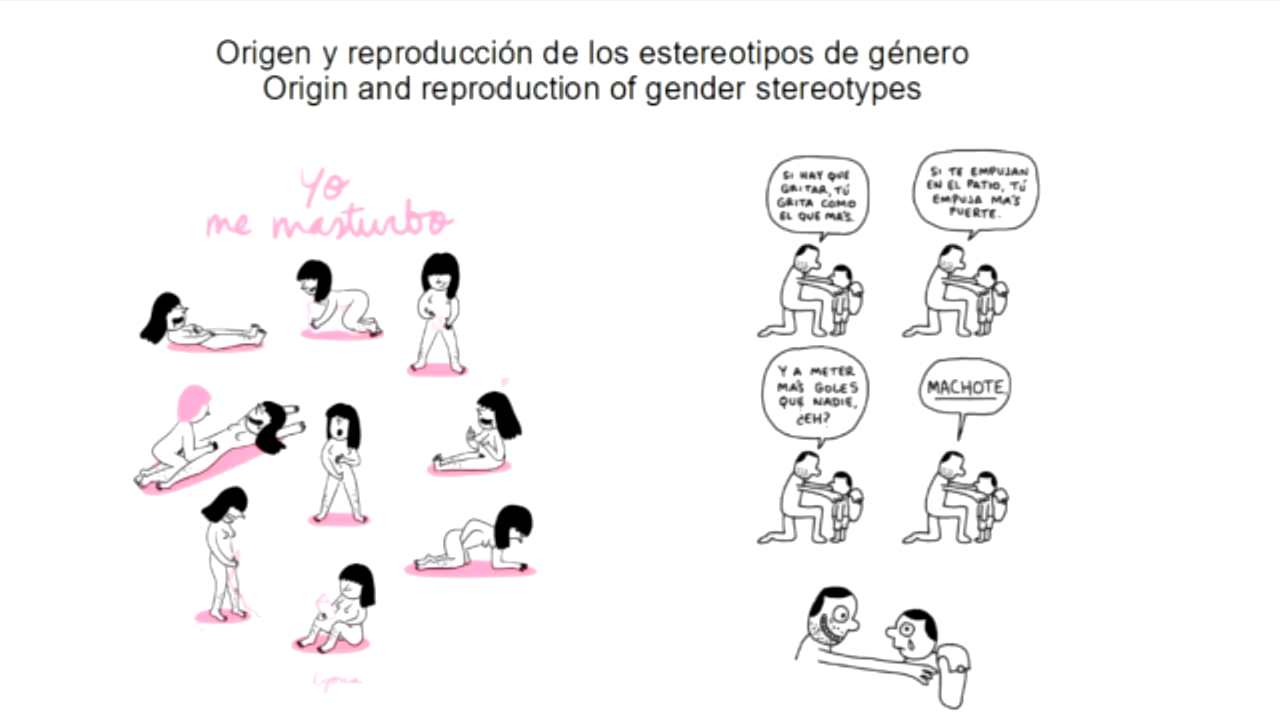 Origen y reproducción de los estereotipos de género
Origin and reproduction of gender stereotypes
Yo
me masturbo
Lyona
SI HAY QUE
GRITAR, TÚ
GRITA COMO
EL QUE MÁS.
SI TE EMPUJAN
EN EL PATIO, TÚ
EMPUJA MÁS
FUERTE.
Y A METER
MÁS GOLES
QUE NADIE,
¿EH?
MACHOTE.